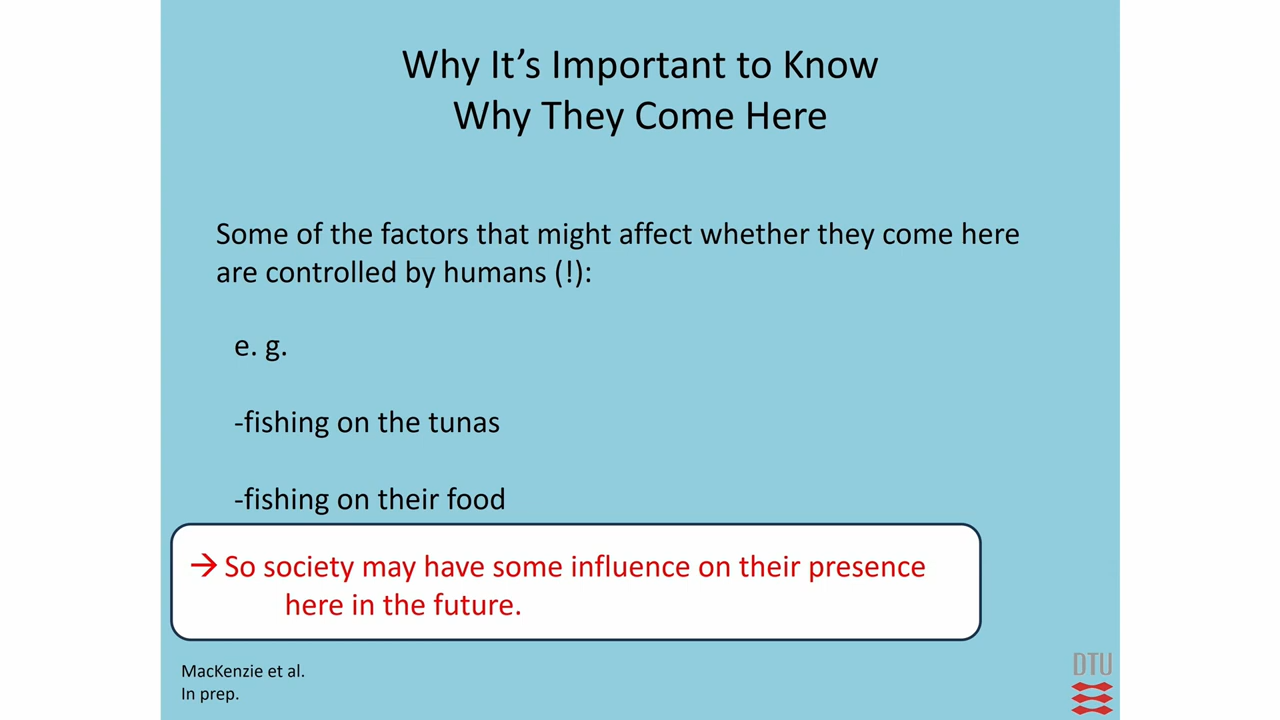 Why It’s Important to Know
Why They Come Here
Some of the factors that might affect whether they come here
are controlled by humans (!):
e. g.
-fishing on the tunas
-fishing on their food
→ So society may have some influence on their presence
here in the future.
MacKenzie et al.
In prep.
DTU